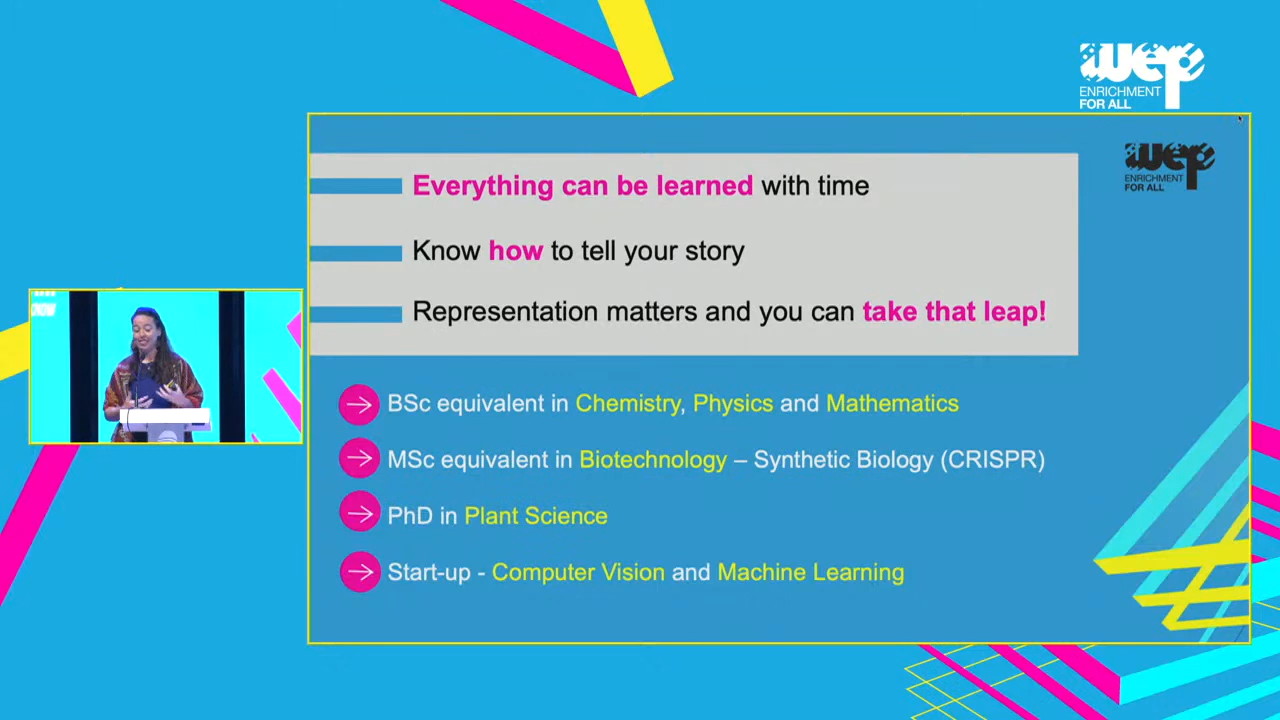 iwep
ENRICHMENT
FOR ALL
iwep
ENRICHMENT
FOR ALL
Everything can be learned with time
Know how to tell your story
Representation matters and you can take that leap!
BSc equivalent in Chemistry, Physics and Mathematics
MSc equivalent in Biotechnology – Synthetic Biology (CRISPR)
PhD in Plant Science
Start-up - Computer Vision and Machine Learning